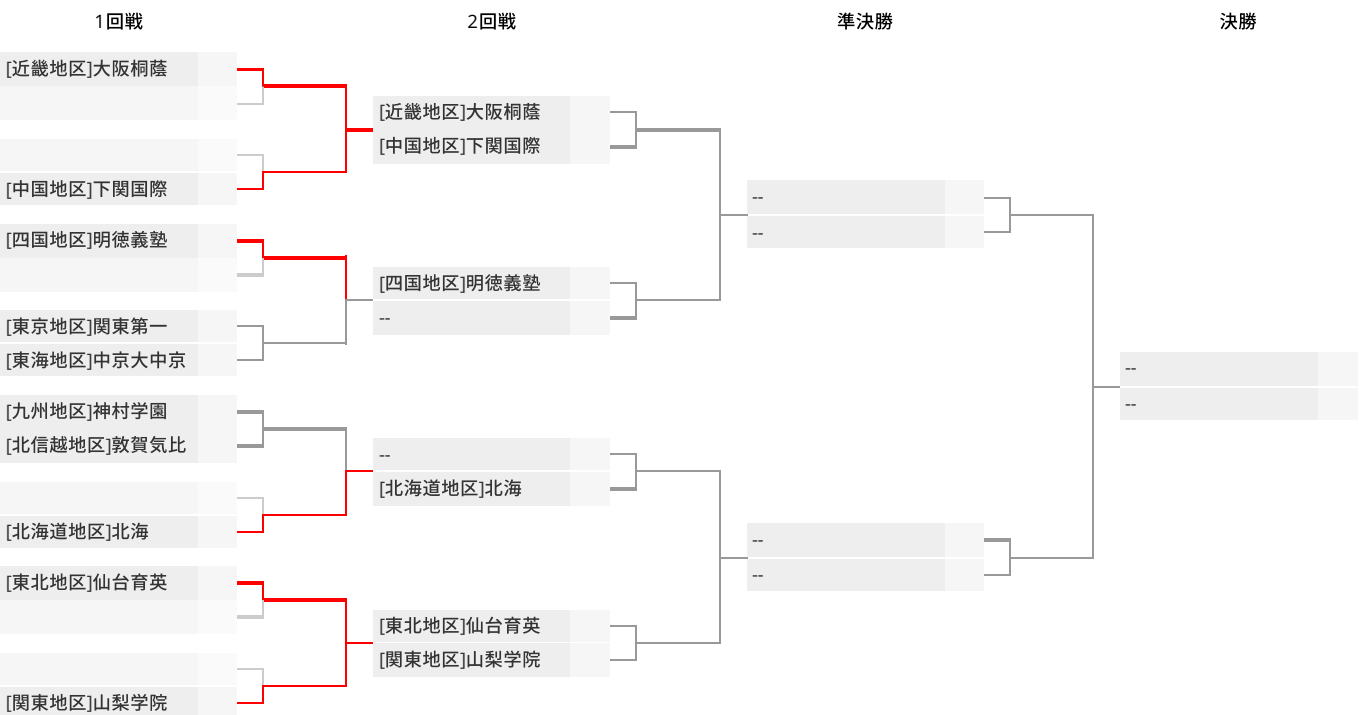 1回戦
2回戦
準決勝
決勝
[近畿地区]大阪桐蔭
[中国地区]下関国際
[四国地区]明徳義塾
[東京地区]関東第一
[東海地区]中京大中京
[九州地区]神村学園
[北信越地区]敦賀気比
[北海道地区]北海
[東北地区]仙台育英
[関東地区]山梨学院
[近畿地区]大阪桐蔭
[中国地区]下関国際
[四国地区]明徳義塾
--
--
[北海道地区]北海
[東北地区]仙台育英
[関東地区]山梨学院
--
--
--
--
--
--